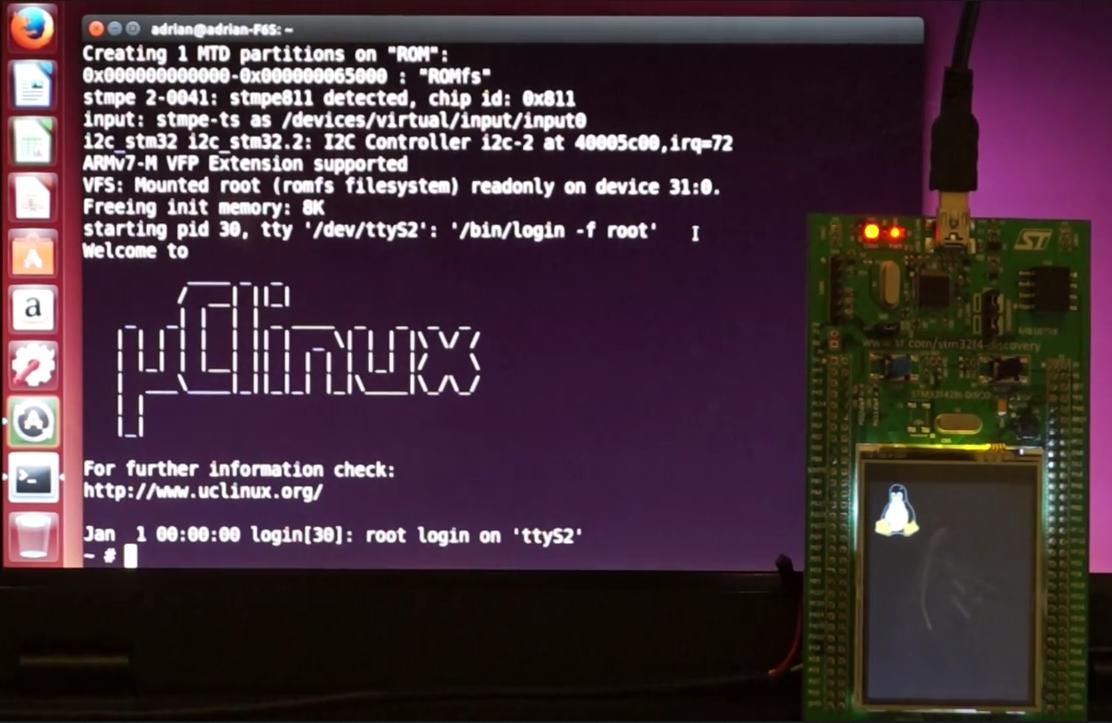 adrian@adrian-F6S: ~
Creating 1 MTD partitions on "ROM":
0x000000000000-0x000000065000 : "ROMfs"
stmpe 2-0041: stmpe811 detected, chip id: 0x811
input: stmpe-ts as /devices/virtual/input/input0
i2c_stm32 i2c_stm32.2: I2C Controller i2c-2 at 40005c00,irq=72
ARMv7-M VFP Extension supported
VFS: Mounted root (romfs filesystem) readonly on device 31:0.
Freeing init memory: 8K
starting pid 30, tty '/dev/ttyS2': '/bin/login -f root'
Welcome to
µClinux
For further information check:
http://www.uclinux.org/
Jan  1 00:00:00 login[30]: root login on 'ttyS2'
~ #
a
A
ST
www.st.com/stm32f4-discovery